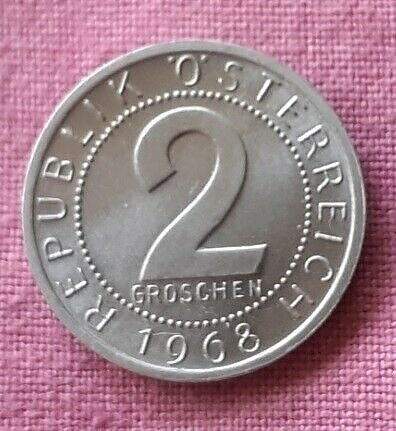 REPUBLIK ÖSTERREICH
2
GROSCHEN
1968